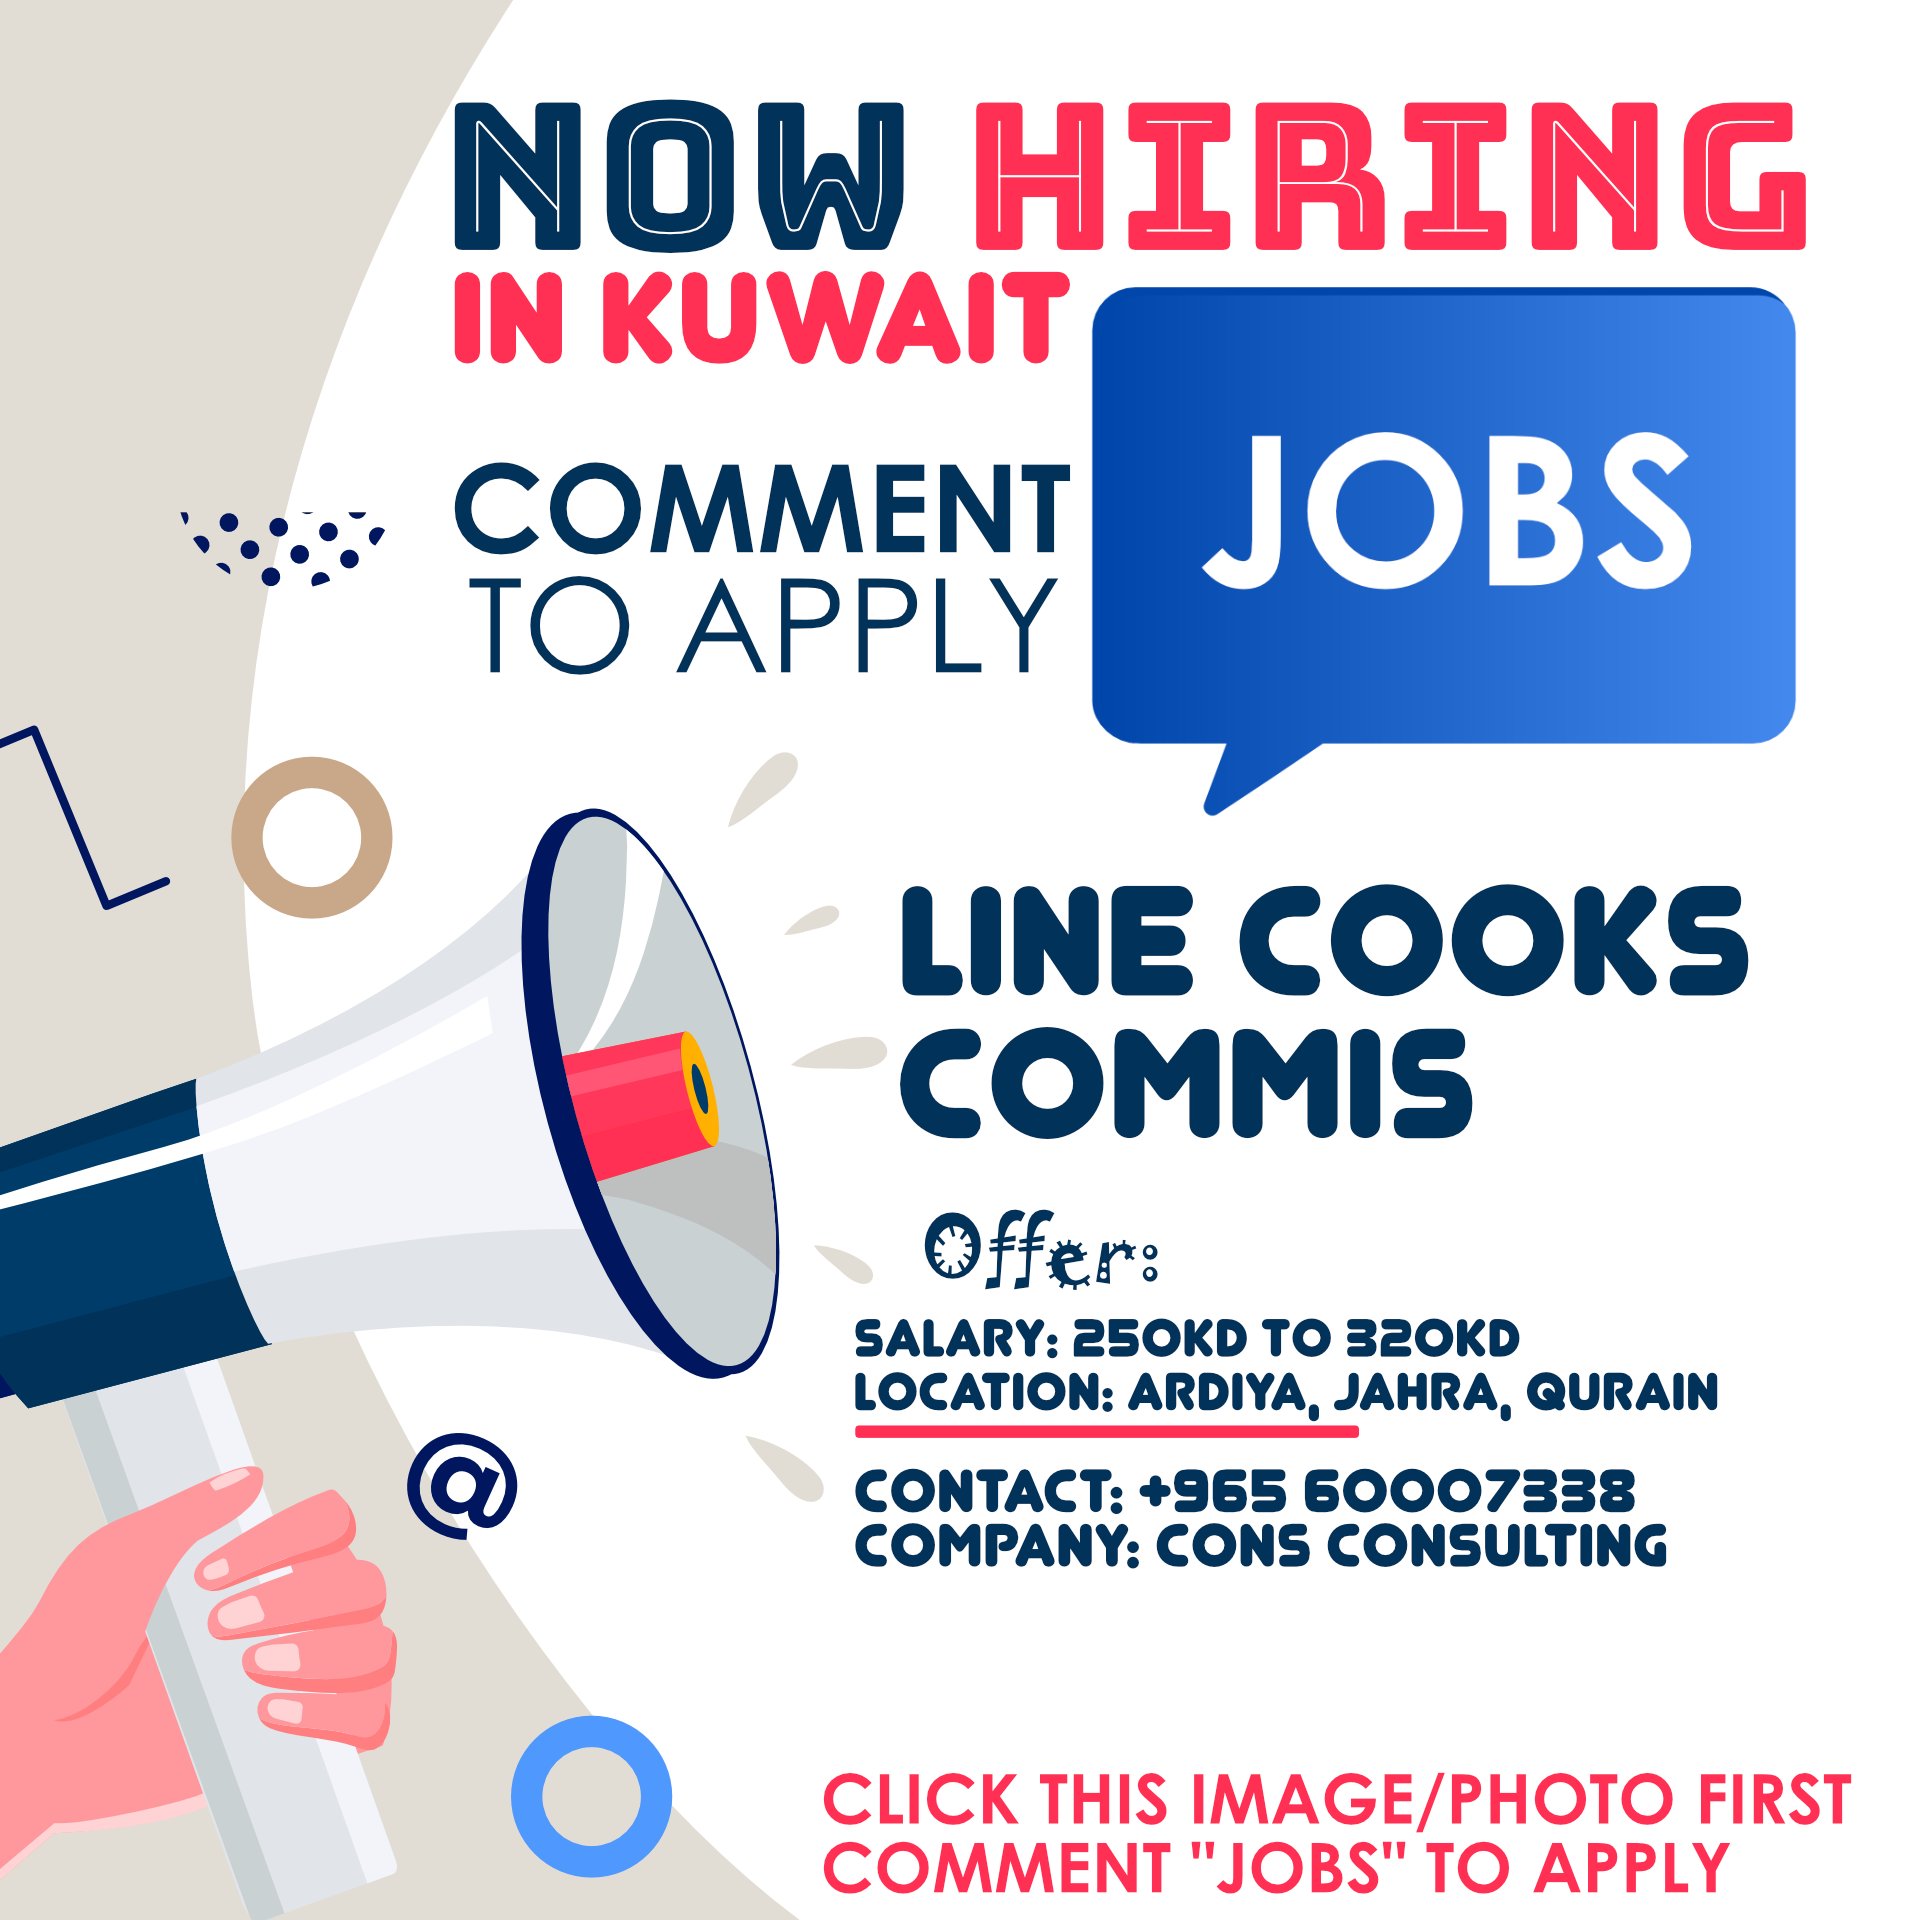 NOW HIRING
IN KUWAIT
COMMENT
TO APPLY
JOBS
LINE COOKS
COMMIS
Offer:
SALARY: 250KD TO 320KD
LOCATION: ARDIYA, JAHRA, QURAIN
CONTACT: +965 60007338
COMPANY: CONS CONSULTING
@
CLICK THIS IMAGE/PHOTO FIRST
COMMENT "JOBS" TO APPLY